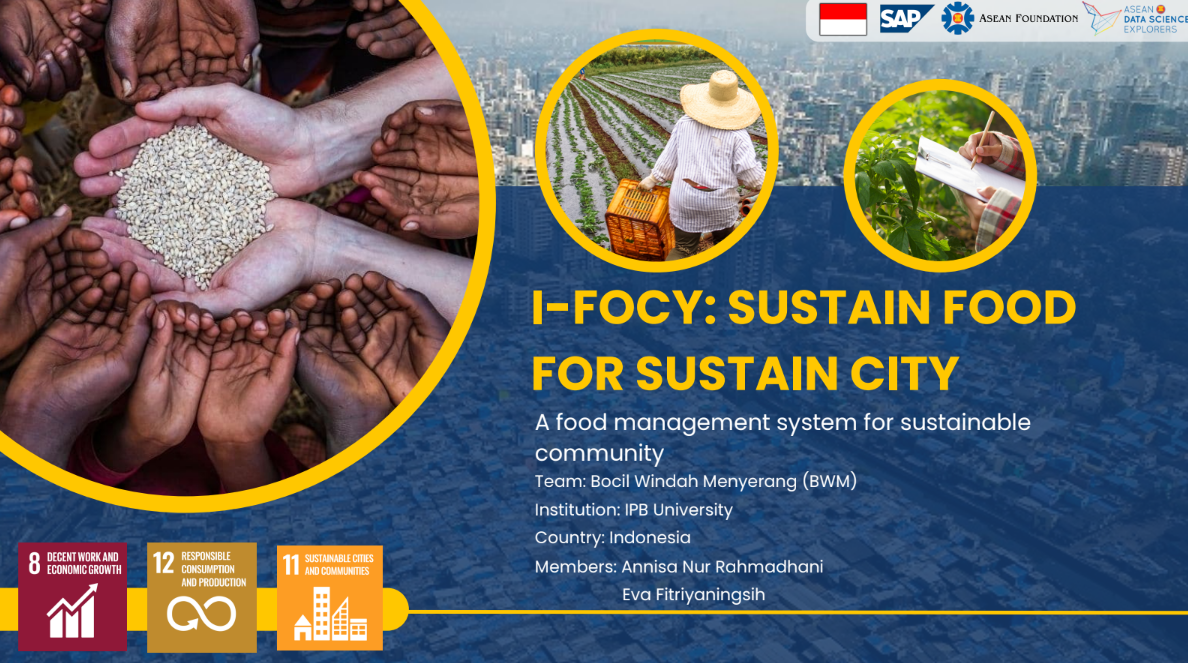 SAP
ASEAN FOUNDATION
ASEAN
DATA SCIENCE
EXPLORERS
I-FOCY: SUSTAIN FOOD
FOR SUSTAIN CITY
A food management system for sustainable
community
Team: Bocil Windah Menyerang (BWM)
Institution: IPB University
Country: Indonesia
Members: Annisa Nur Rahmadhani
Eva Fitriyaningsih
8 DECENT WORK AND
ECONOMIC GROWTH
12 RESPONSIBLE
CONSUMPTION
AND PRODUCTION
11 SUSTAINABLE CITIES
AND COMMUNITIES